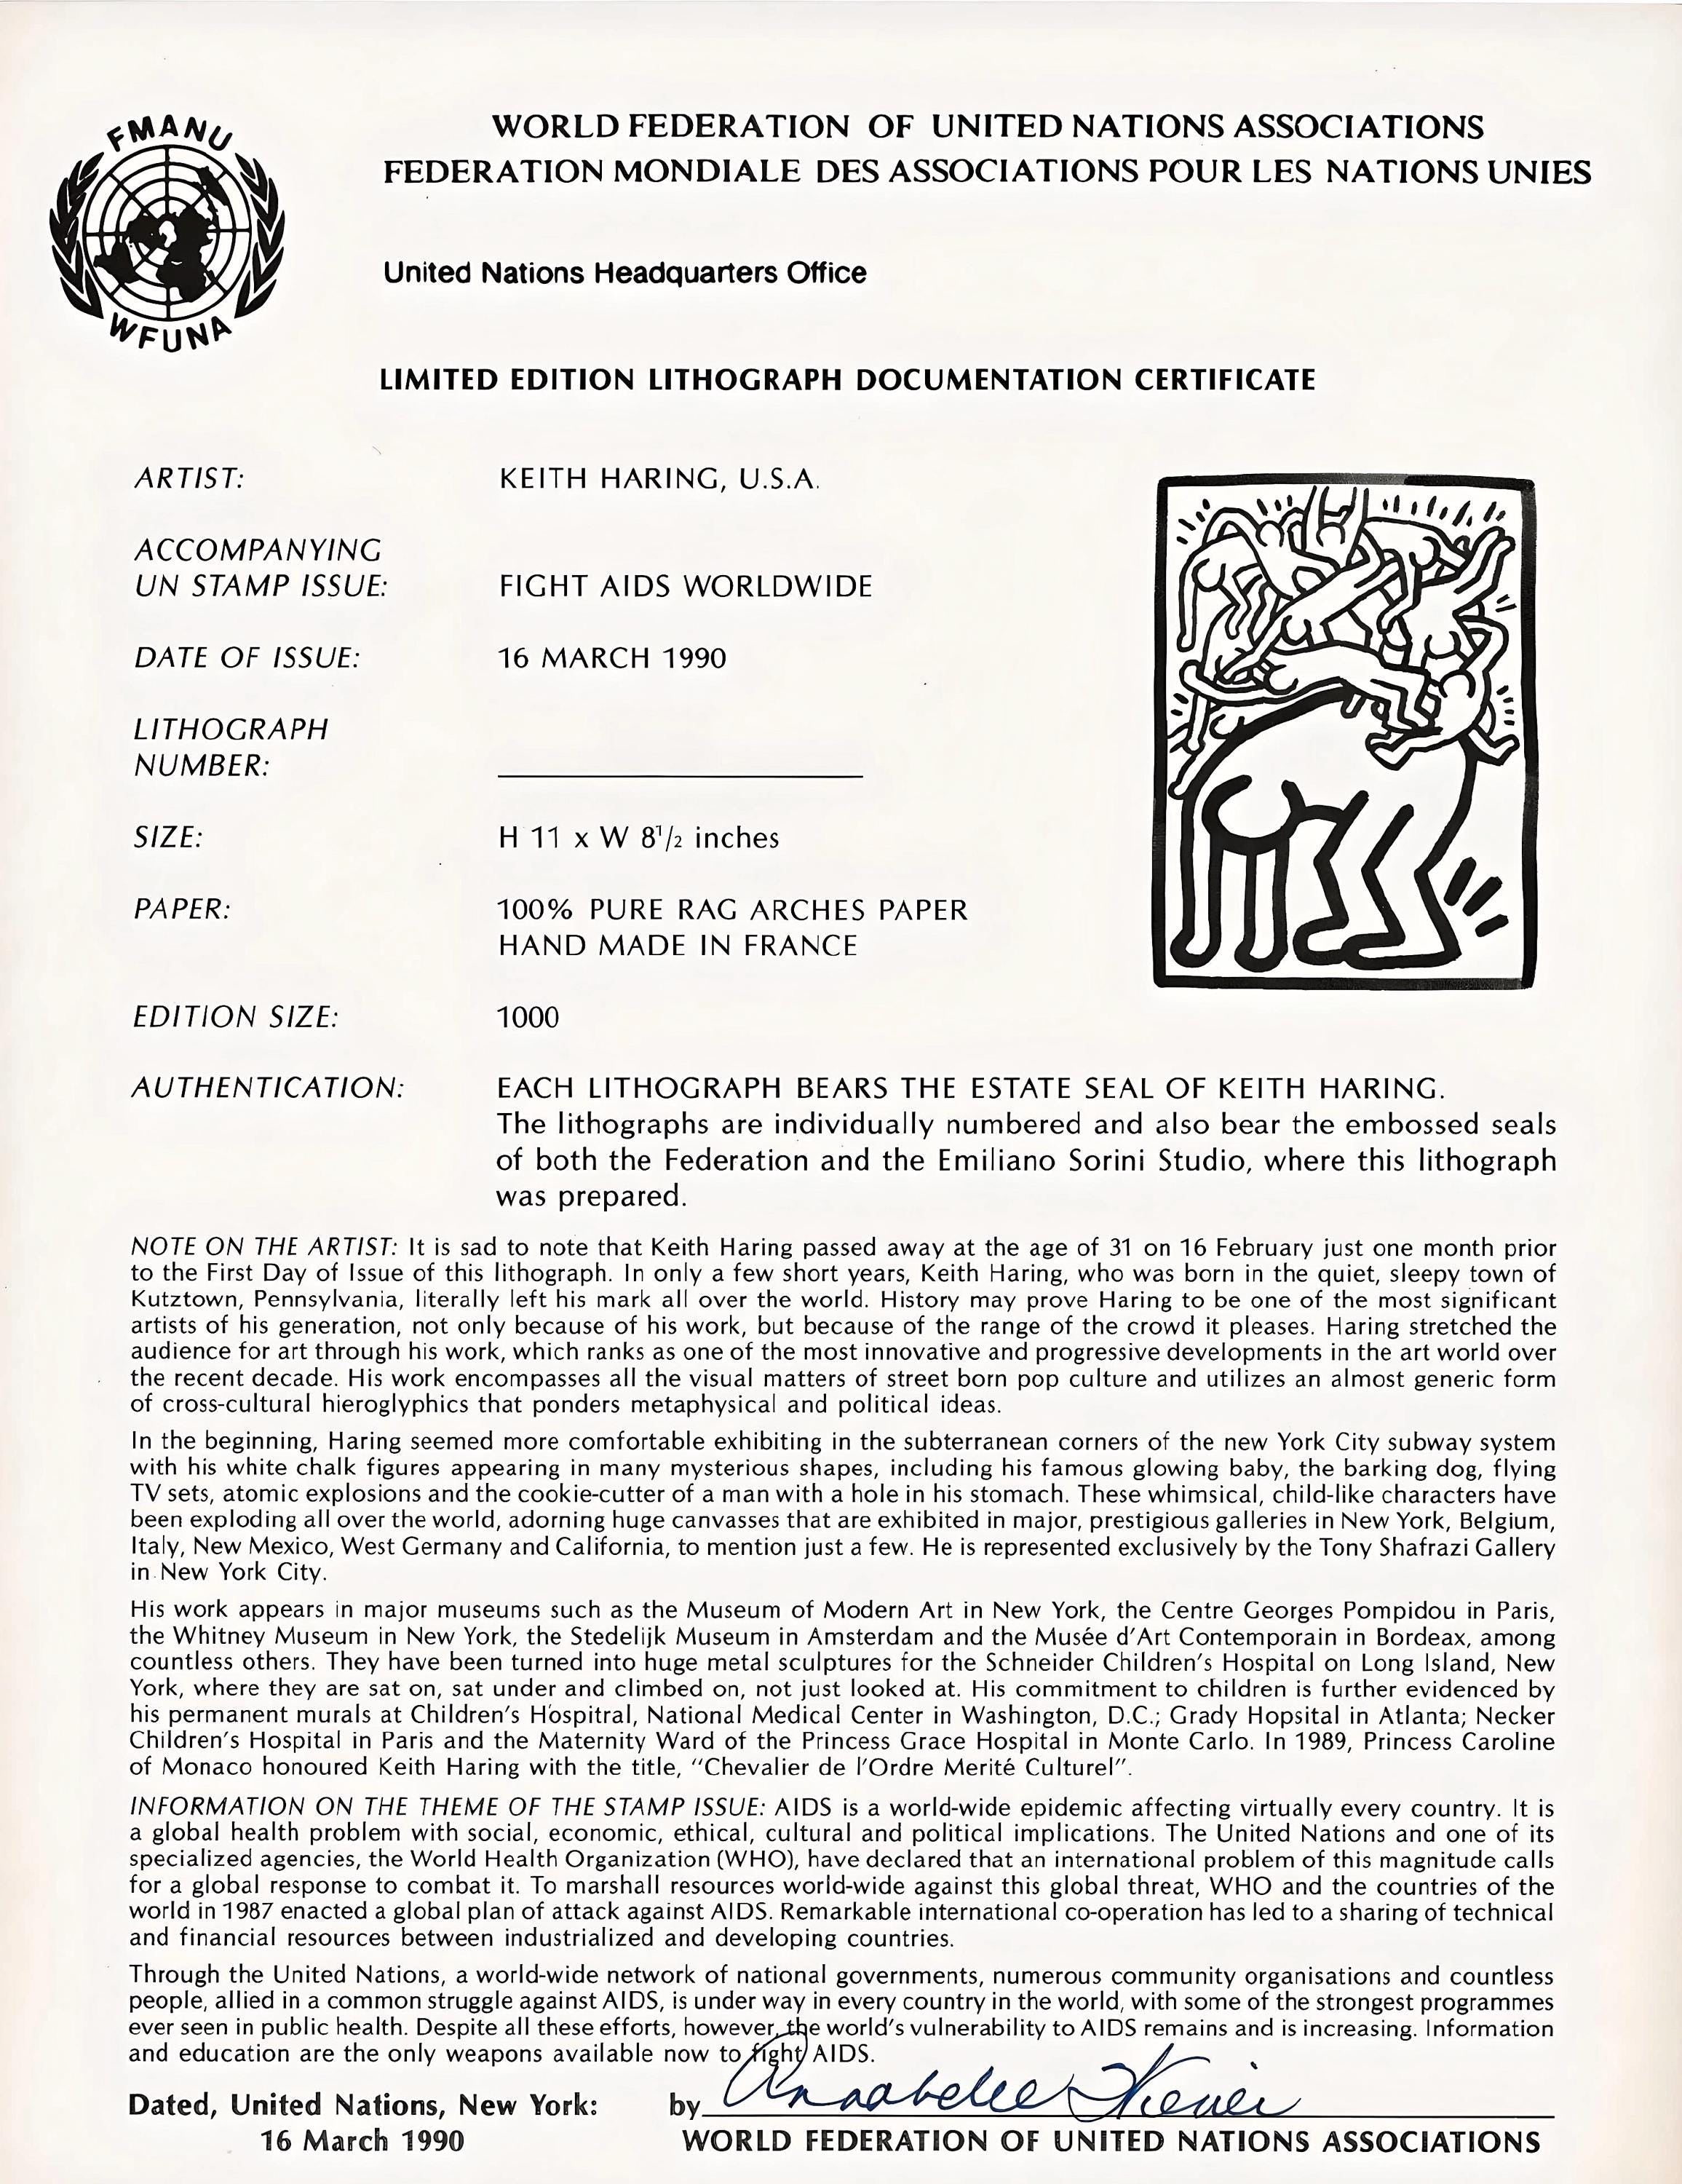 FMANU
WFUNA
WORLD FEDERATION OF UNITED NATIONS ASSOCIATIONS
FEDERATION MONDIALE DES ASSOCIATIONS POUR LES NATIONS UNIES
United Nations Headquarters Office
LIMITED EDITION LITHOGRAPH DOCUMENTATION CERTIFICATE
ARTIST: KEITH HARING, U.S.A.
ACCOMPANYING
UN STAMP ISSUE: FIGHT AIDS WORLDWIDE
DATE OF ISSUE: 16 MARCH 1990
LITHOGRAPH
NUMBER:
SIZE: H 11 x W 8 1/2 inches
PAPER: 100% PURE RAG ARCHES PAPER
HAND MADE IN FRANCE
EDITION SIZE: 1000
AUTHENTICATION: EACH LITHOGRAPH BEARS THE ESTATE SEAL OF KEITH HARING.
The lithographs are individually numbered and also bear the embossed seals
of both the Federation and the Emiliano Sorini Studio, where this lithograph
was prepared.
NOTE ON THE ARTIST: It is sad to note that Keith Haring passed away at the age of 31 on 16 February just one month prior
to the First Day of Issue of this lithograph. In only a few short years, Keith Haring, who was born in the quiet, sleepy town of
Kutztown, Pennsylvania, literally left his mark all over the world. History may prove Haring to be one of the most significant
artists of his generation, not only because of his work, but because of the range of the crowd it pleases. Haring stretched the
audience for art through his work, which ranks as one of the most innovative and progressive developments in the art world over
the recent decade. His work encompasses all the visual matters of street born pop culture and utilizes an almost generic form
of cross-cultural hieroglyphics that ponders metaphysical and political ideas.
In the beginning, Haring seemed more comfortable exhibiting in the subterranean corners of the new York City subway system
with his white chalk figures appearing in many mysterious shapes, including his famous glowing baby, the barking dog, flying
TV sets, atomic explosions and the cookie-cutter of a man with a hole in his stomach. These whimsical, child-like characters have
been exploding all over the world, adorning huge canvasses that are exhibited in major, prestigious galleries in New York, Belgium,
Italy, New Mexico, West Germany and California, to mention just a few. He is represented exclusively by the Tony Shafrazi Gallery
in New York City.
His work appears in major museums such as the Museum of Modern Art in New York, the Centre Georges Pompidou in Paris,
the Whitney Museum in New York, the Stedelijk Museum in Amsterdam and the Musée d'Art Contemporain in Bordeax, among
countless others. They have been turned into huge metal sculptures for the Schneider Children's Hospital on Long Island, New
York, where they are sat on, sat under and climbed on, not just looked at. His commitment to children is further evidenced by
his permanent murals at Children's Hospitral, National Medical Center in Washington, D.C.; Grady Hopsital in Atlanta; Necker
Children's Hospital in Paris and the Maternity Ward of the Princess Grace Hospital in Monte Carlo. In 1989, Princess Caroline
of Monaco honoured Keith Haring with the title, "Chevalier de l'Ordre Merité Culturel".
INFORMATION ON THE THEME OF THE STAMP ISSUE: AIDS is a world-wide epidemic affecting virtually every country. It is
a global health problem with social, economic, ethical, cultural and political implications. The United Nations and one of its
specialized agencies, the World Health Organization (WHO), have declared that an international problem of this magnitude calls
for a global response to combat it. To marshall resources world-wide against this global threat, WHO and the countries of the
world in 1987 enacted a global plan of attack against AIDS. Remarkable international co-operation has led to a sharing of technical
and financial resources between industrialized and developing countries.
Through the United Nations, a world-wide network of national governments, numerous community organisations and countless
people, allied in a common struggle against AIDS, is under way in every country in the world, with some of the strongest programmes
ever seen in public health. Despite all these efforts, however, the world's vulnerability to AIDS remains and is increasing. Information
and education are the only weapons available now to fight AIDS.
Dated, United Nations, New York: by Annabelle Wiener
16 March 1990 WORLD FEDERATION OF UNITED NATIONS ASSOCIATIONS